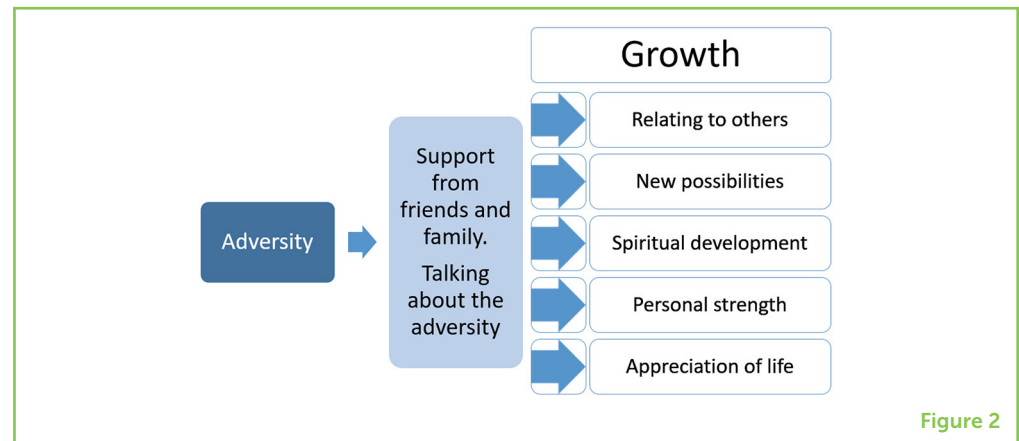 Growth
Adversity
Support
from
friends and
family.
Talking
about the
adversity
Relating to others
New possibilities
Spiritual development
Personal strength
Appreciation of life
Figure 2